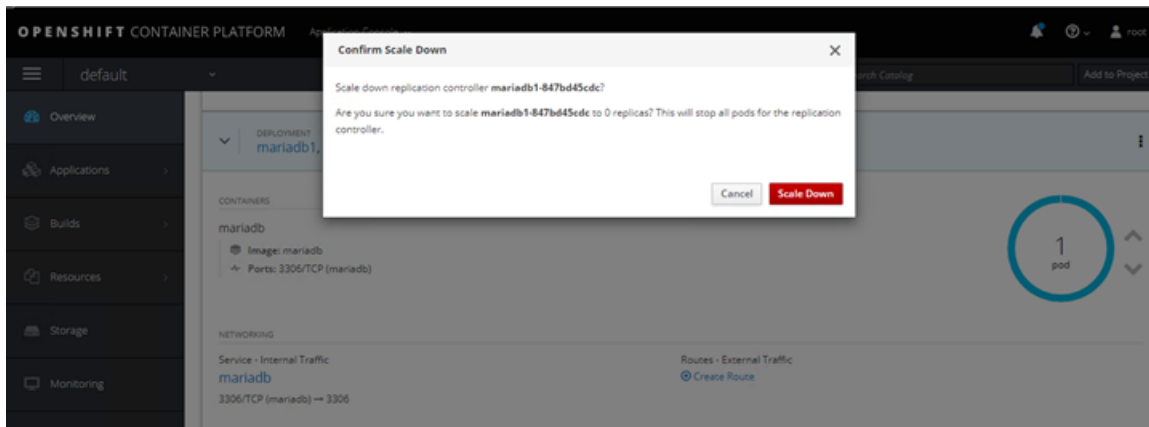 OPENSHIFT CONTAINER PLATFORM
root
default
Search Catalog
Add to Project
Confirm Scale Down
Scale down replication controller mariadb1-847bd45cdc?
Are you sure you want to scale mariadb1-847bd45cdc to 0 replicas? This will stop all pods for the replication
controller.
Cancel
Scale Down
Overview
Applications
Builds
Resources
Storage
Monitoring
DEPLOYMENT
mariadb1,
CONTAINERS
mariadb
Image: mariadb
Ports: 3306/TCP (mariadb)
1
pod
NETWORKING
Service - Internal Traffic
mariadb
3306/TCP (mariadb) → 3306
Routes - External Traffic
Create Route